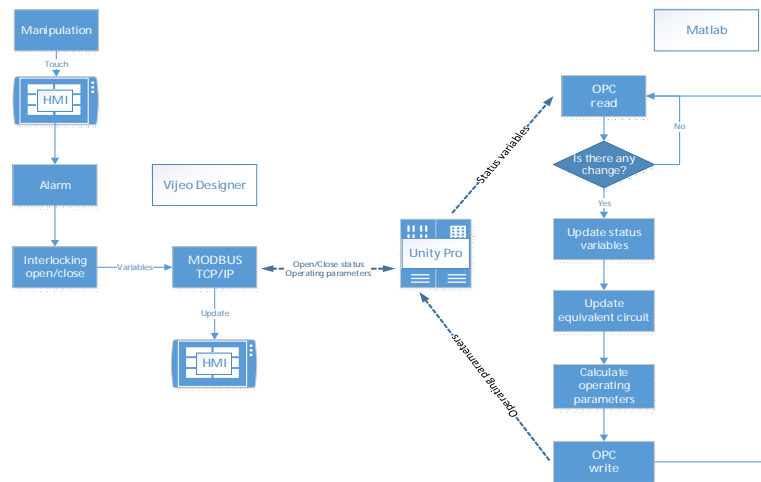 Manipulation
Touch
HMI
Alarm
Interlocking
open/close
Variables
Vijeo Designer
MODBUS
TCP/IP
Update
HMI
Open/Close status
Operating parameters
Unity Pro
Status variables
Operating parameters
Matlab
OPC
read
No
Is there any
change?
Yes
Update status
variables
Update
equivalent circuit
Calculate
operating
parameters
OPC
write